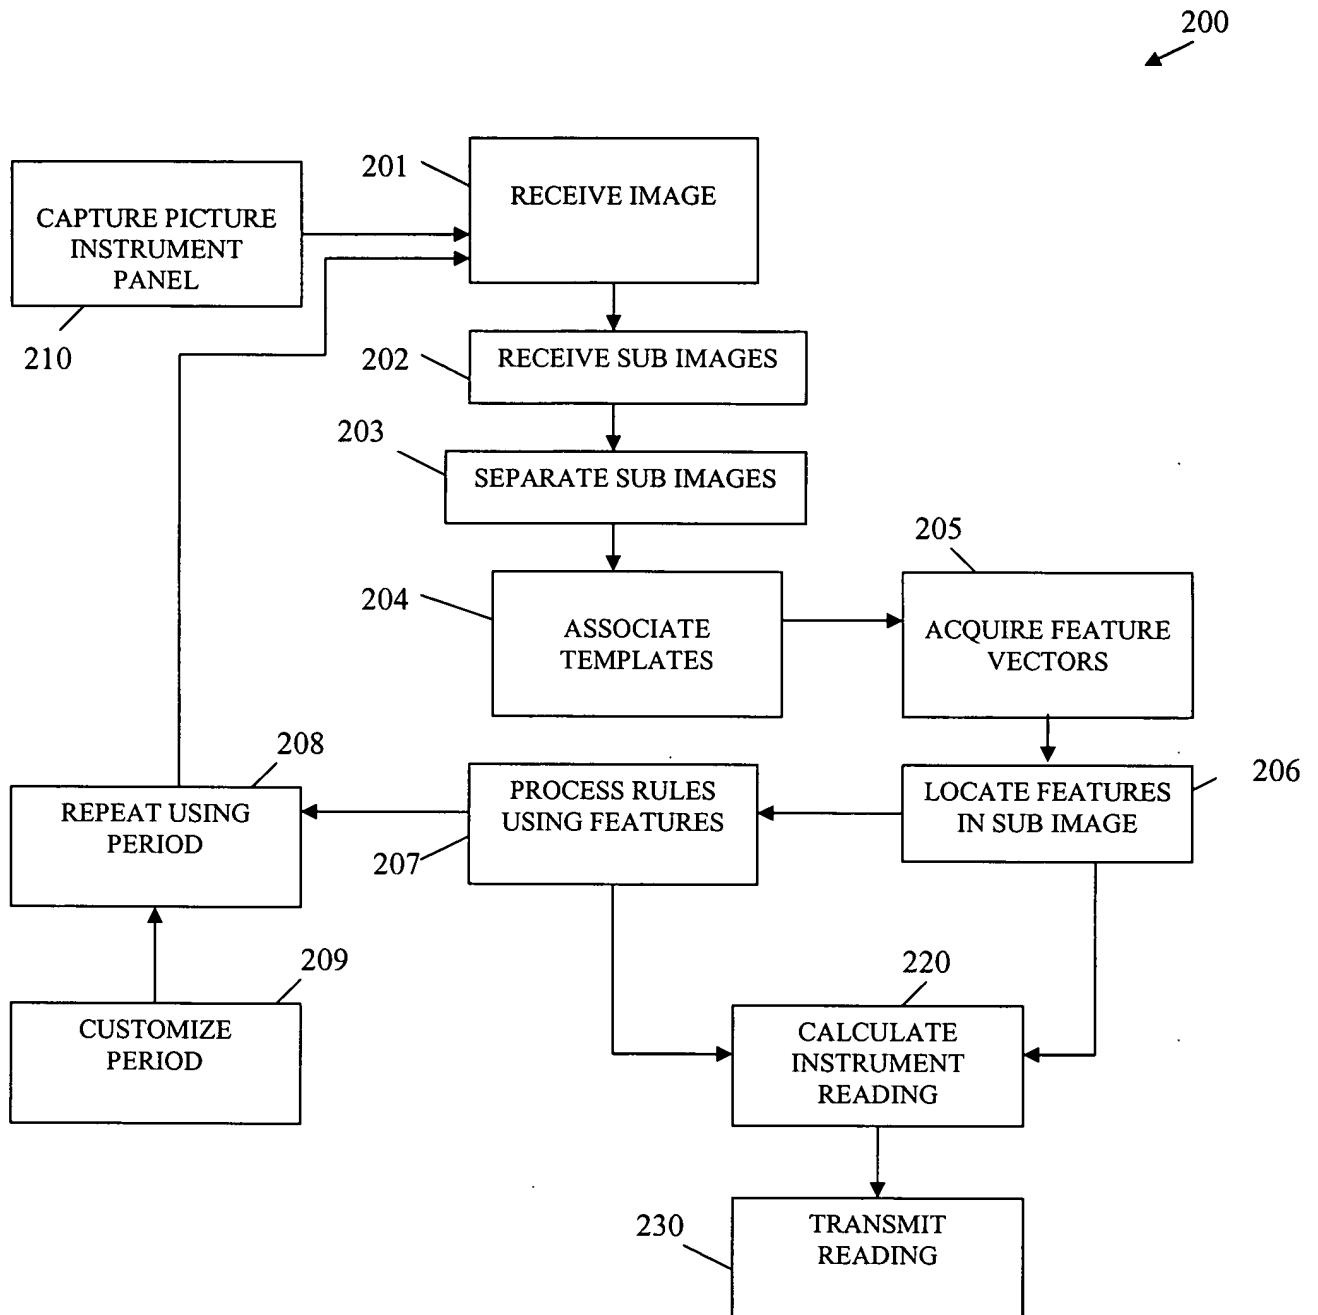 200
201
RECEIVE IMAGE
CAPTURE PICTURE
INSTRUMENT
PANEL
210
202
RECEIVE SUB IMAGES
203
SEPARATE SUB IMAGES
204
ASSOCIATE
TEMPLATES
205
ACQUIRE FEATURE
VECTORS
206
LOCATE FEATURES
IN SUB IMAGE
PROCESS RULES
USING FEATURES
207
208
REPEAT USING
PERIOD
209
CUSTOMIZE
PERIOD
220
CALCULATE
INSTRUMENT
READING
230
TRANSMIT
READING